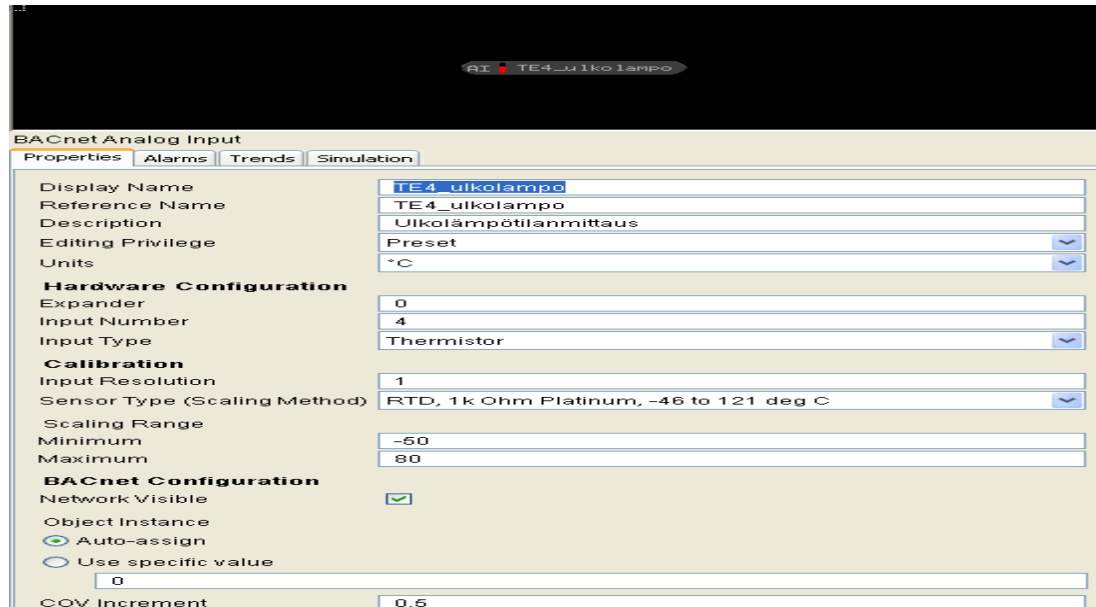 AI TE4_ulkolampo
BACnet Analog Input
Properties Alarms Trends Simulation
Display Name TE4_ulkolampo
Reference Name TE4_ulkolampo
Description Ulkolämpötilanmittaus
Editing Privilege Preset
Units °C
Hardware Configuration
Expander 0
Input Number 4
Input Type Thermistor
Calibration
Input Resolution 1
Sensor Type (Scaling Method) RTD, 1k Ohm Platinum, -46 to 121 deg C
Scaling Range
Minimum -50
Maximum 80
BACnet Configuration
Network Visible
Object Instance
Auto-assign
Use specific value
0
COV Increment 0.5